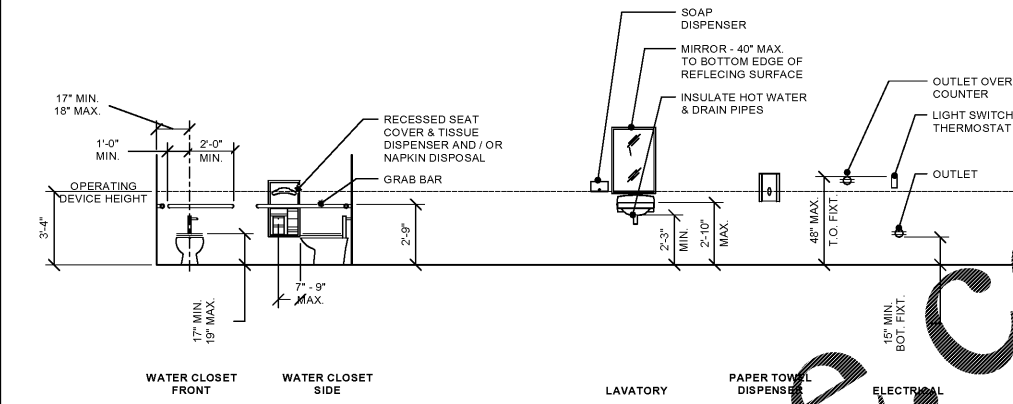 SOAP
DISPENSER
MIRROR - 40" MAX.
TO BOTTOM EDGE OF
REFLECING SURFACE
INSULATE HOT WATER
& DRAIN PIPES
OUTLET OVER
COUNTER
LIGHT SWITCH
THERMOSTAT
OUTLET
17" MIN.
18" MAX.
1'-0"
MIN.
2'-0"
MIN.
RECESSED SEAT
COVER & TISSUE
DISPENSER AND / OR
NAPKIN DISPOSAL
GRAB BAR
OPERATING
DEVICE HEIGHT
3'-4"
2'-9"
2'-3"
MIN.
2'-10"
MAX.
48" MAX.
T.O. FIXT.
7" - 9"
MAX.
17" MIN.
19" MAX.
15" MIN.
BOT. FIXT.
WATER CLOSET
FRONT
WATER CLOSET
SIDE
LAVATORY
PAPER TOWEL
DISPENSER
ELECTRICAL